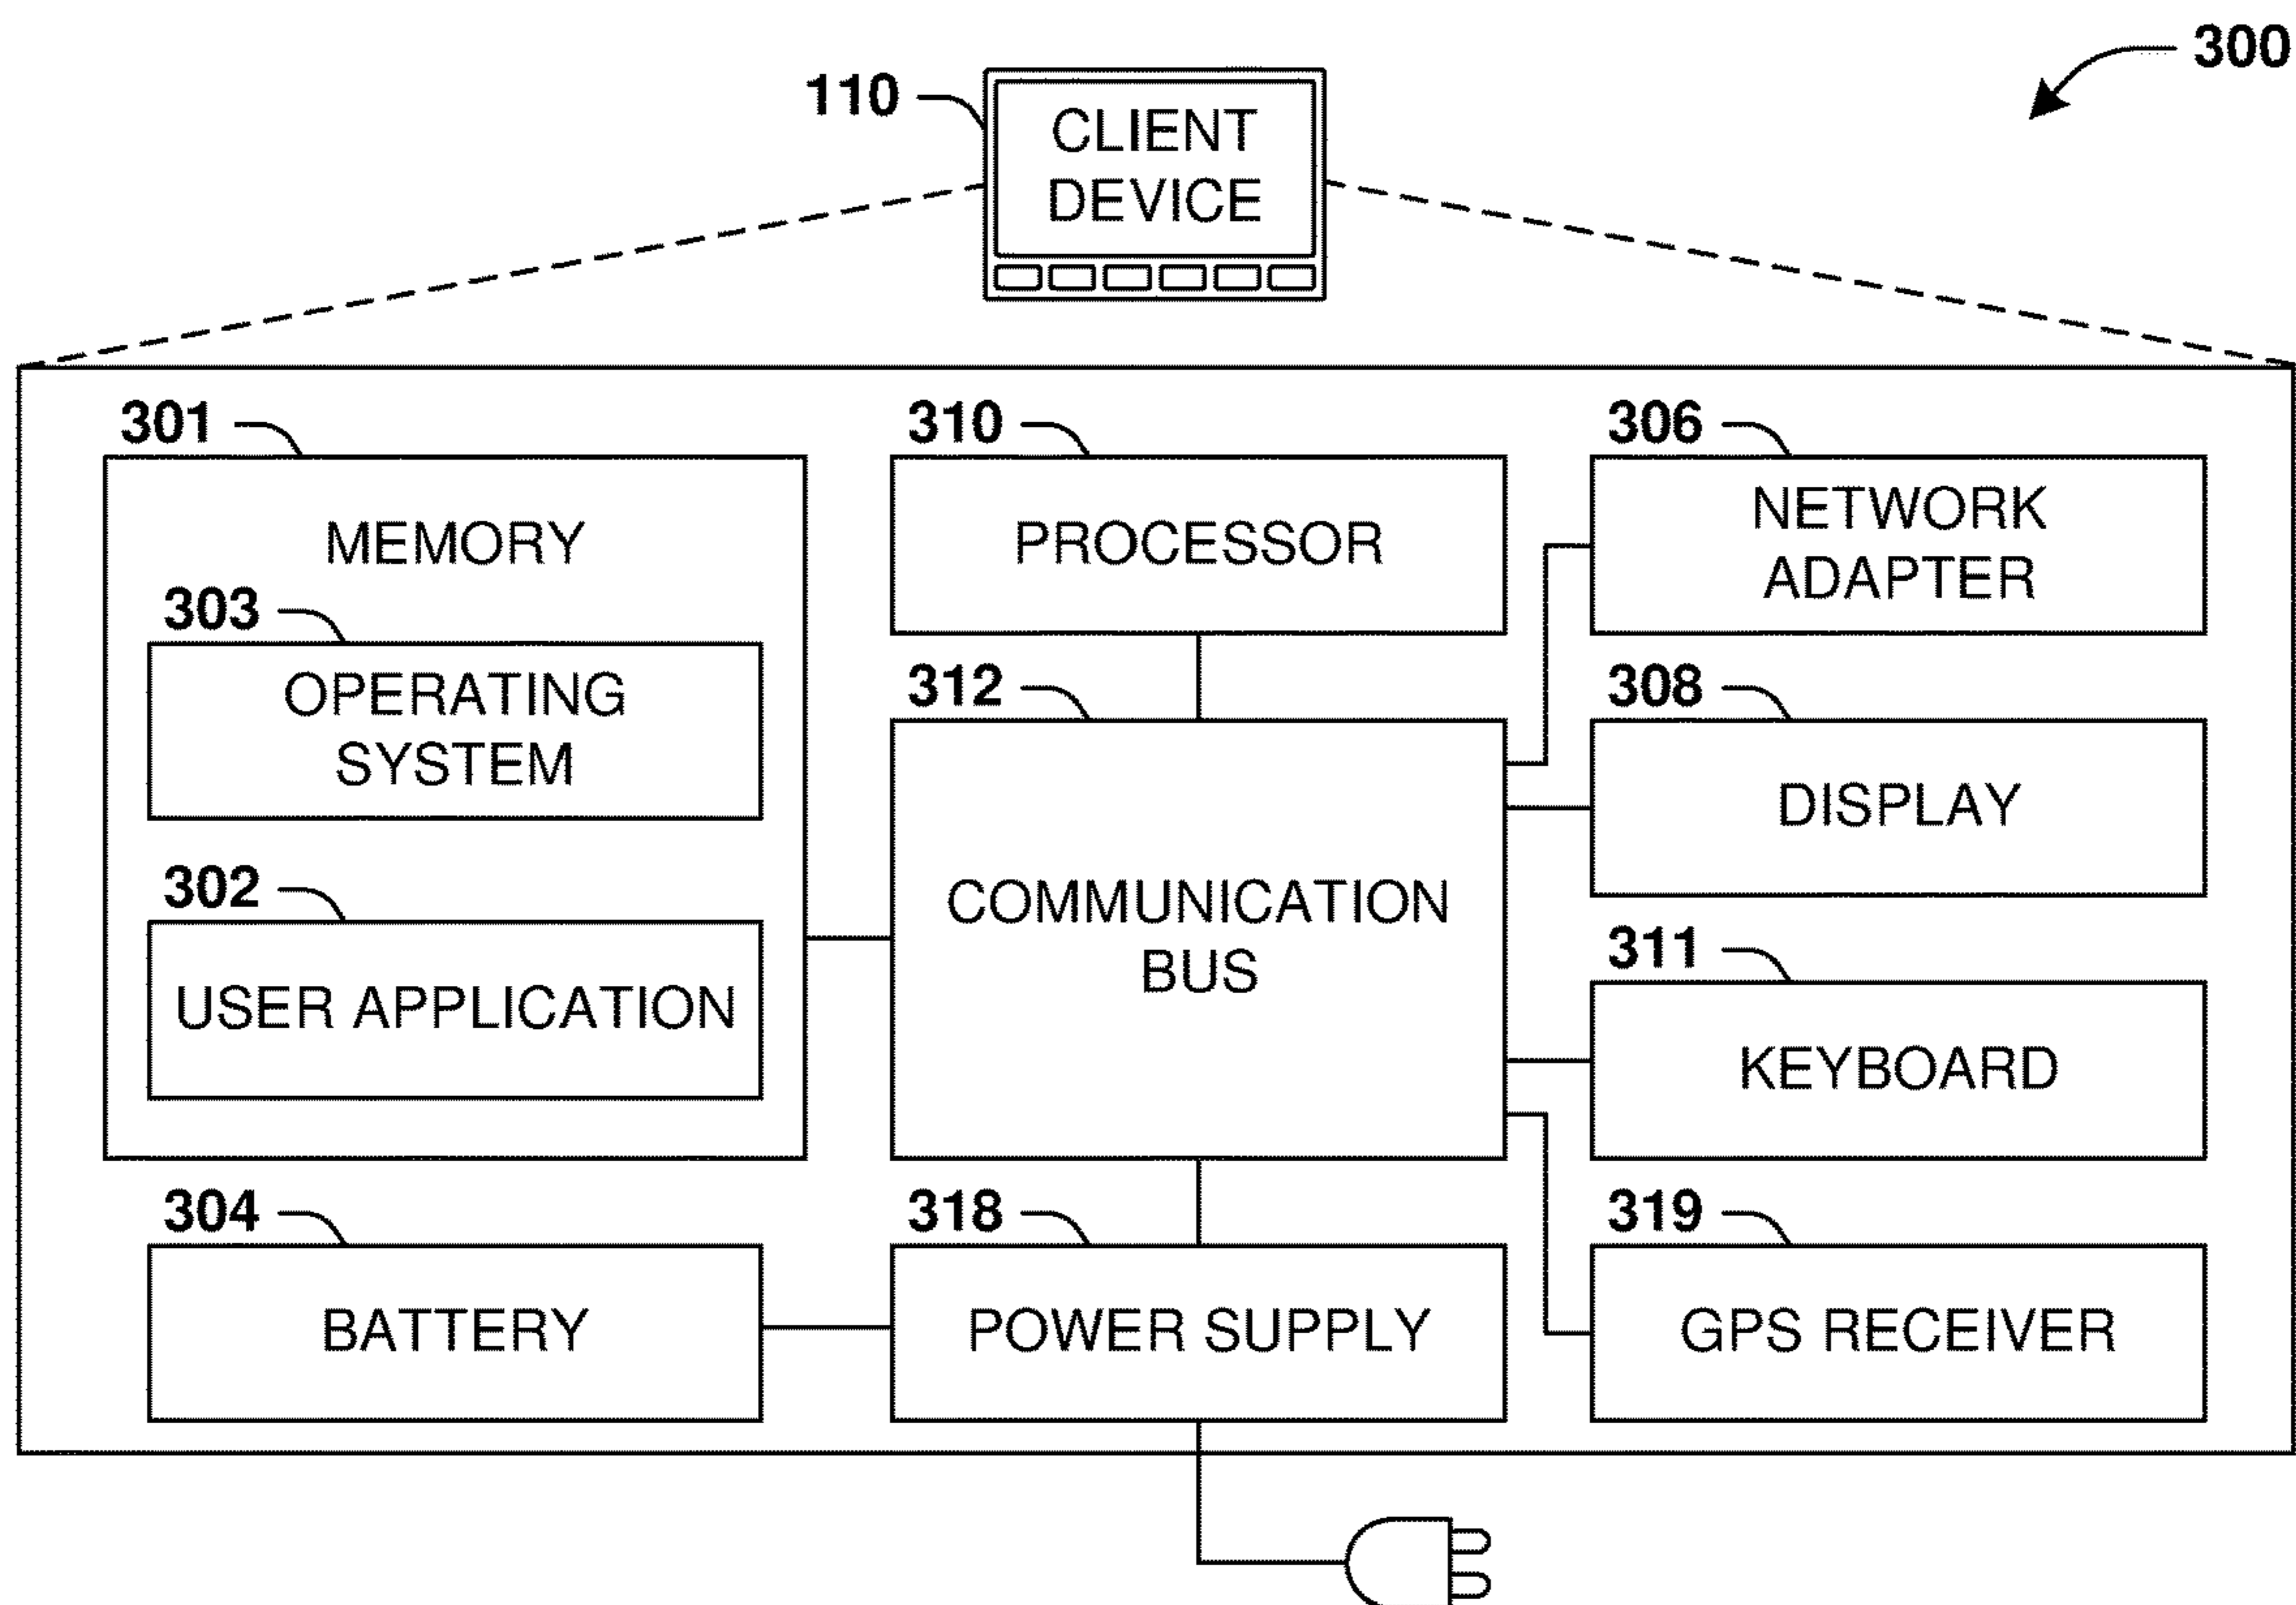 300
110
CLIENT
DEVICE
301
MEMORY
303
OPERATING
SYSTEM
302
USER APPLICATION
304
BATTERY
310
PROCESSOR
312
COMMUNICATION
BUS
318
POWER SUPPLY
306
NETWORK
ADAPTER
308
DISPLAY
311
KEYBOARD
319
GPS RECEIVER